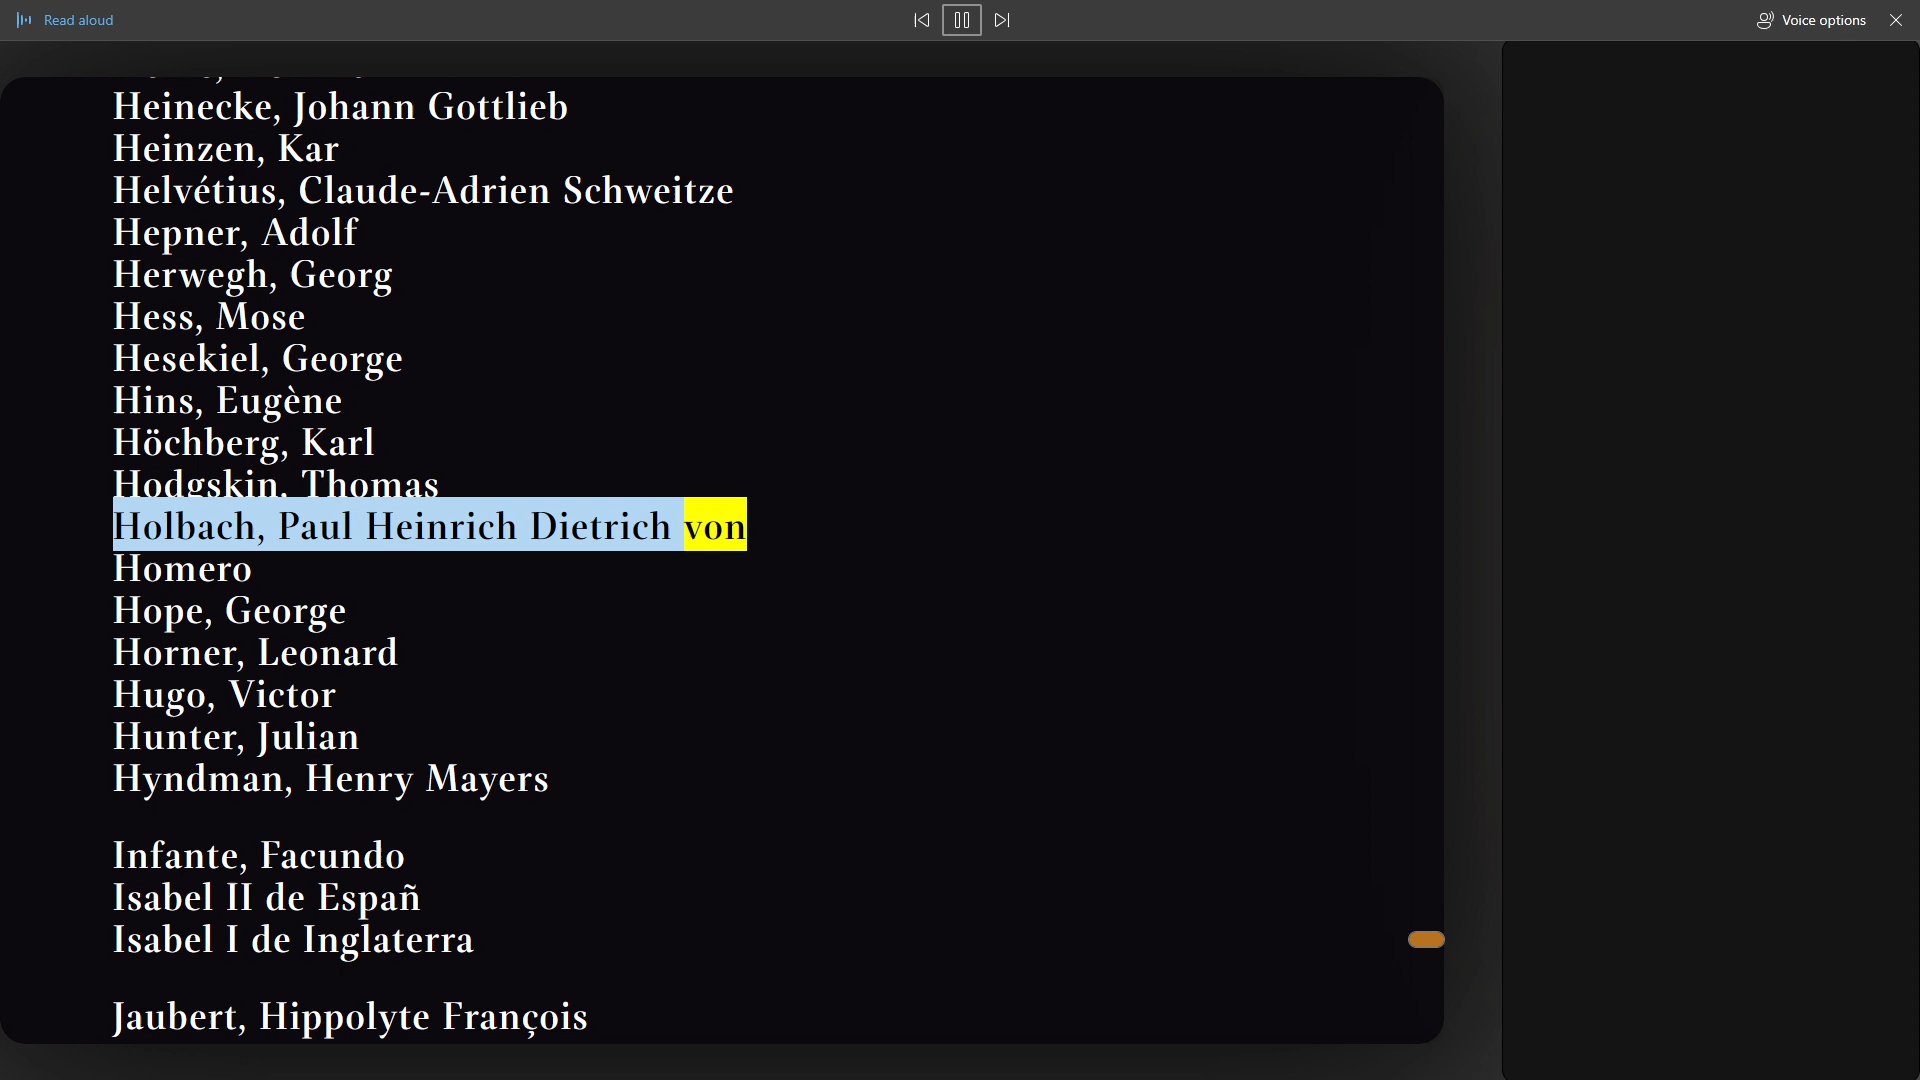 Read aloud
Voice options
Heinecke, Johann Gottlieb
Heinzen, Kar
Helvétius, Claude-Adrien Schweitze
Hepner, Adolf
Herwegh, Georg
Hess, Mose
Hesekiel, George
Hins, Eugène
Höchberg, Karl
Hodgskin, Thomas
Holbach, Paul Heinrich Dietrich von
Homero
Hope, George
Horner, Leonard
Hugo, Victor
Hunter, Julian
Hyndman, Henry Mayers
Infante, Facundo
Isabel II de Españ
Isabel I de Inglaterra
Jaubert, Hippolyte François